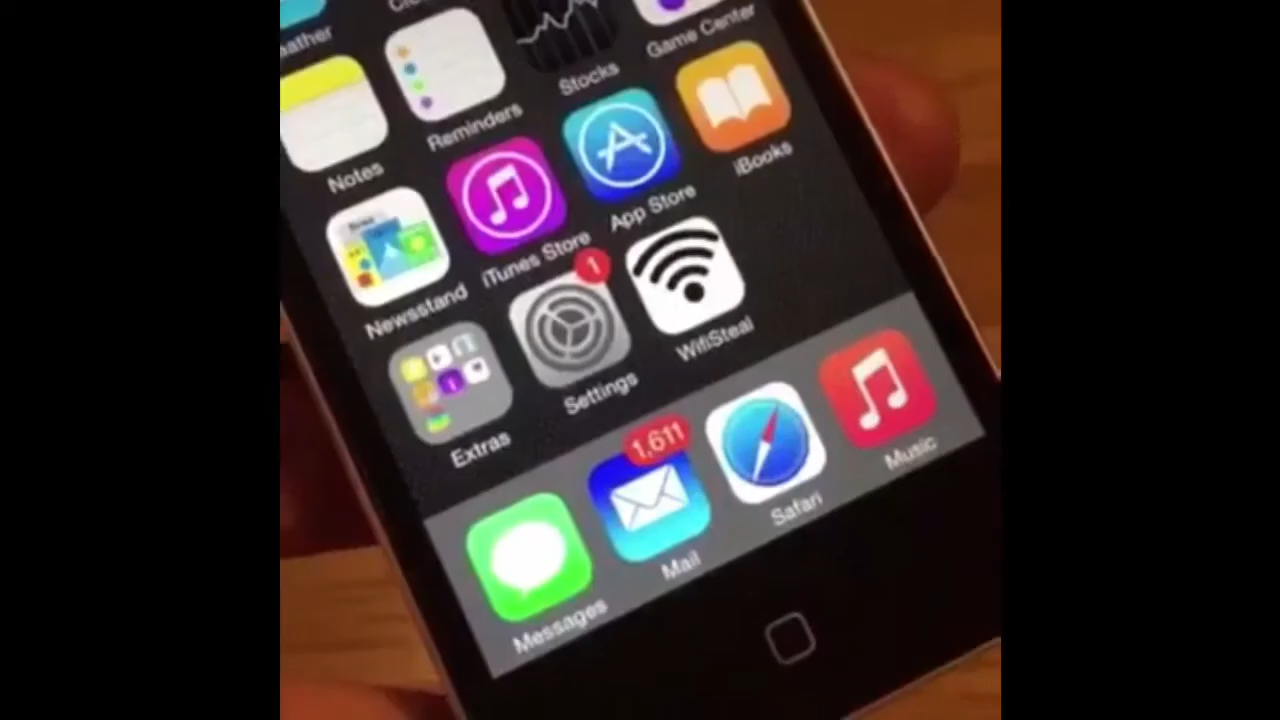 Game Center
Stocks
Reminders
Notes
iBooks
App Store
iTunes Store
Newsstand
1
WifiSteal
Settings
Extras
1,611
Music
Safari
Mail
Messages